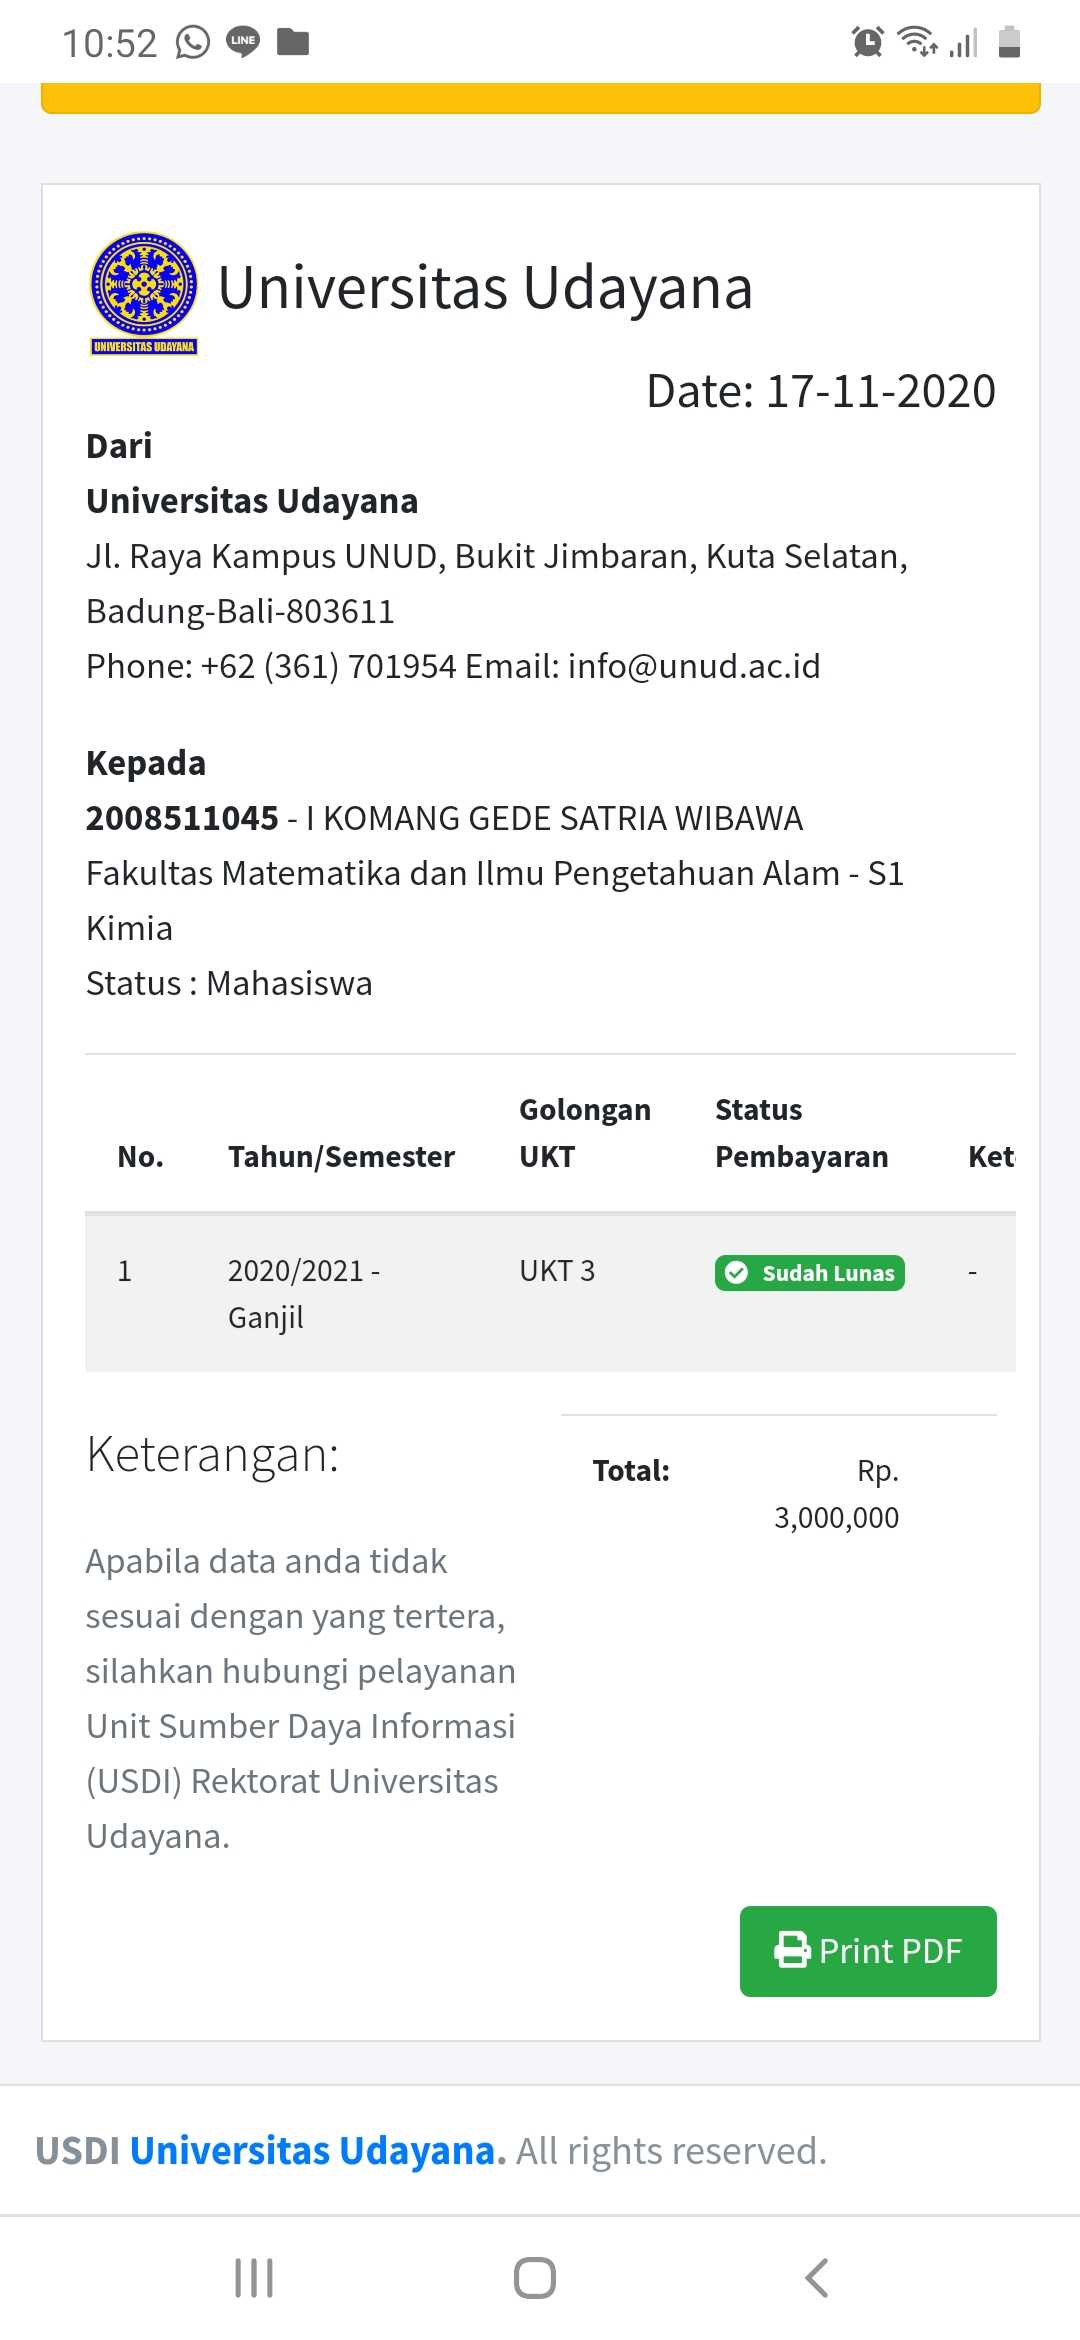 10:52
LINE
UNIVERSITAS UDAYANA
Universitas Udayana
Date: 17-11-2020
Dari
Universitas Udayana
Jl. Raya Kampus UNUD, Bukit Jimbaran, Kuta Selatan,
Badung-Bali-803611
Phone: +62 (361) 701954 Email: info@unud.ac.id
Kepada
2008511045 - I KOMANG GEDE SATRIA WIBAWA
Fakultas Matematika dan Ilmu Pengetahuan Alam - S1
Kimia
Status : Mahasiswa
No. Tahun/Semester Golongan UKT Status Pembayaran Ket
1 2020/2021 - Ganjil UKT 3 Sudah Lunas -
Total: Rp. 3,000,000
Keterangan:
Apabila data anda tidak
sesuai dengan yang tertera,
silahkan hubungi pelayanan
Unit Sumber Daya Informasi
(USDI) Rektorat Universitas
Udayana.
Print PDF
USDI Universitas Udayana. All rights reserved.